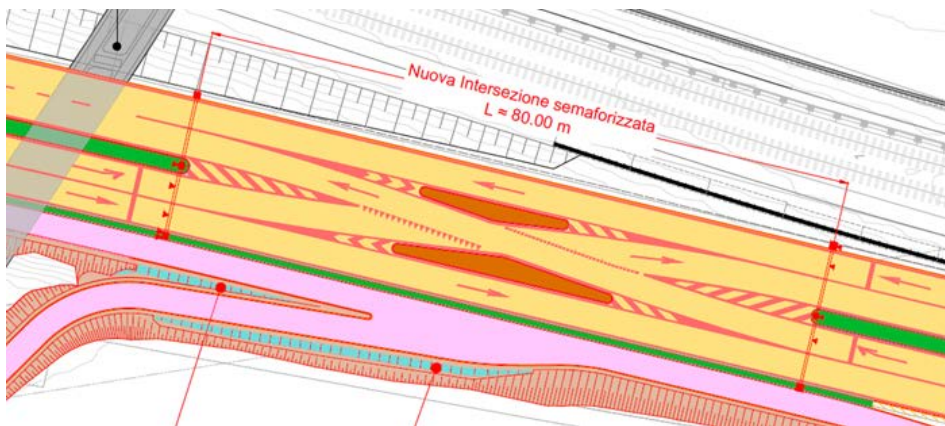 Nuova Intersezione semaforizzata
L = 80.00 m